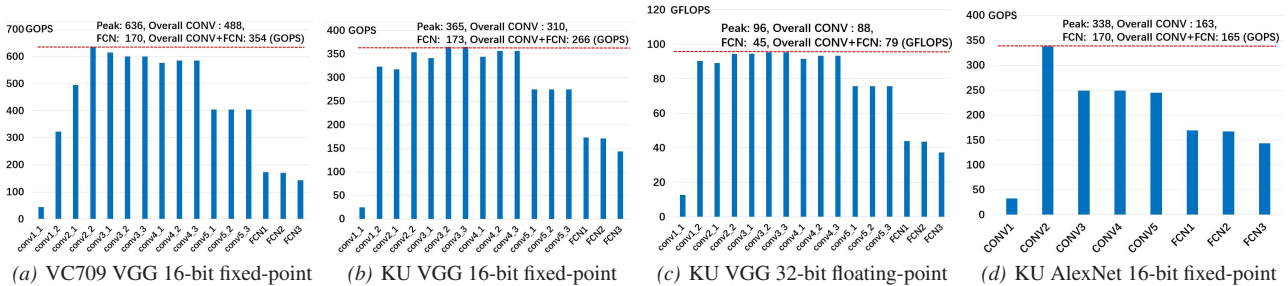 700 GOPS
Peak: 636, Overall CONV : 488,
FCN: 170, Overall CONV+FCN: 354 (GOPS)
600
500
400
300
200
100
0
conv1_1
conv1_2
conv2_1
conv2_2
conv3_1
conv3_2
conv3_3
conv4_1
conv4_2
conv4_3
conv5_1
conv5_2
conv5_3
FCN1
FCN2
FCN3
(a) VC709 VGG 16-bit fixed-point
400 GOPS
Peak: 365, Overall CONV : 310,
FCN: 173, Overall CONV+FCN: 266 (GOPS)
350
300
250
200
150
100
50
0
conv1_1
conv1_2
conv2_1
conv2_2
conv3_1
conv3_2
conv3_3
conv4_1
conv4_2
conv4_3
conv5_1
conv5_2
conv5_3
FCN1
FCN2
FCN3
(b) KU VGG 16-bit fixed-point
120 GFLOPS
Peak: 96, Overall CONV : 88,
FCN: 45, Overall CONV+FCN: 79 (GFLOPS)
100
80
60
40
20
0
conv1_1
conv1_2
conv2_1
conv2_2
conv3_1
conv3_2
conv3_3
conv4_1
conv4_2
conv4_3
conv5_1
conv5_2
conv5_3
FCN1
FCN2
FCN3
(c) KU VGG 32-bit floating-point
400 GOPS
Peak: 338, Overall CONV : 163,
FCN: 170, Overall CONV+FCN: 165 (GOPS)
350
300
250
200
150
100
50
0
CONV1
CONV2
CONV3
CONV4
CONV5
FCN1
FCN2
FCN3
(d) KU AlexNet 16-bit fixed-point